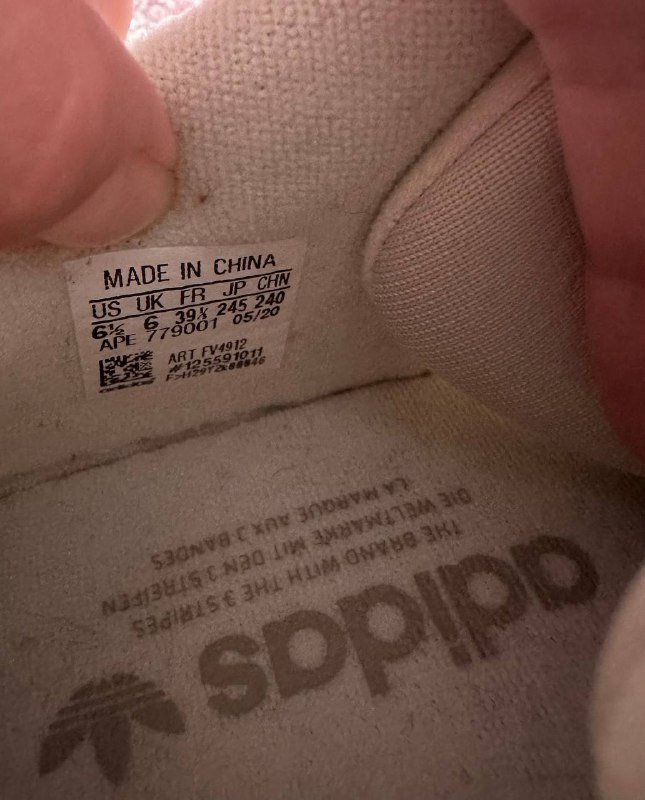 MADE IN CHINA
US UK FR JP CHN
6½ 6 39⅓ 245 240
APE 779001 05/20
ART FV4912
#125591011
adidas
THE BRAND WITH THE 3 STRIPES
DIE WELTMARKE MIT DEN 3 STREIFEN
LA MARQUE AUX 3 BANDES